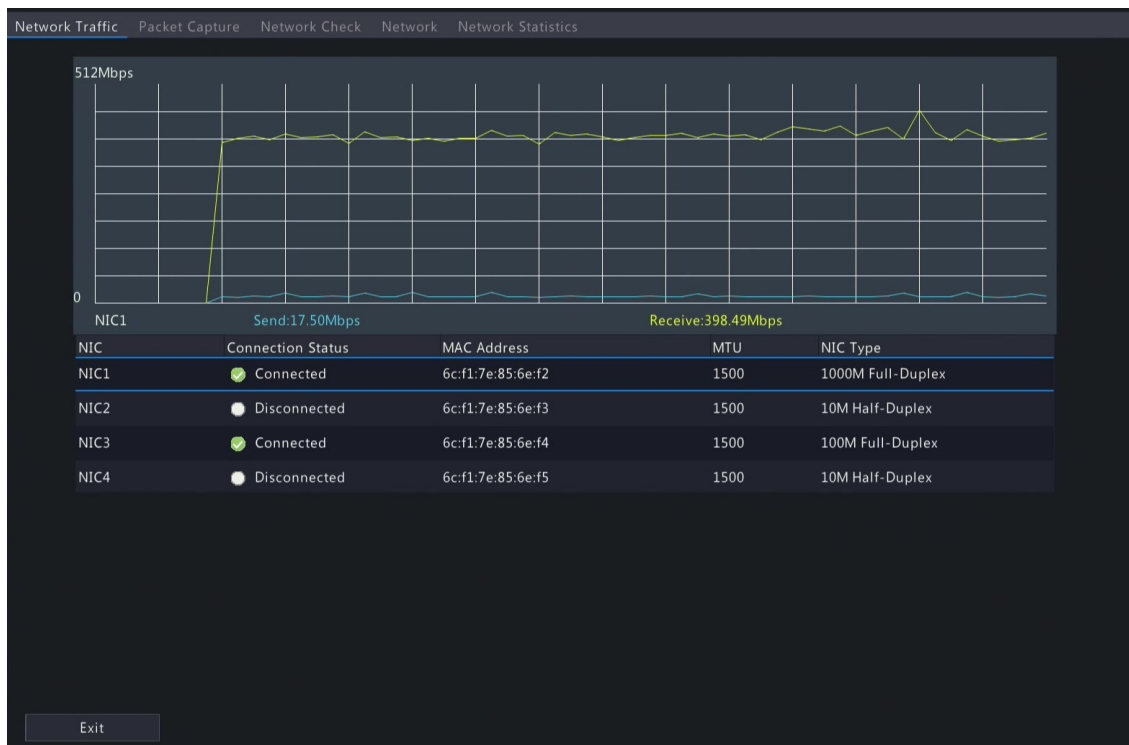 Network Traffic Packet Capture Network Check Network Network Statistics
512Mbps
0
NIC1 Send:17.50Mbps Receive:398.49Mbps
NIC Connection Status MAC Address MTU NIC Type
NIC1 Connected 6c:f1:7e:85:6e:f2 1500 1000M Full-Duplex
NIC2 Disconnected 6c:f1:7e:85:6e:f3 1500 10M Half-Duplex
NIC3 Connected 6c:f1:7e:85:6e:f4 1500 100M Full-Duplex
NIC4 Disconnected 6c:f1:7e:85:6e:f5 1500 10M Half-Duplex
Exit